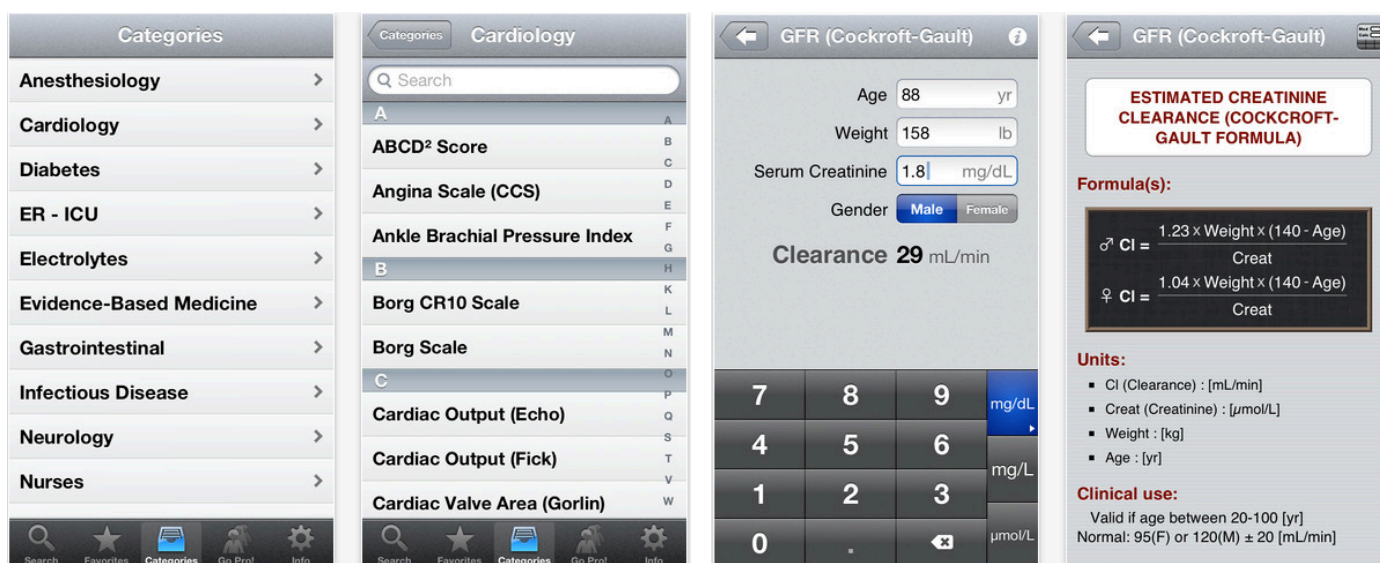 Categories
Anesthesiology
Cardiology
Diabetes
ER - ICU
Electrolytes
Evidence-Based Medicine
Gastrointestinal
Infectious Disease
Neurology
Nurses
Search Favorites Categories Go Pro! Info
Categories Cardiology
Search
A
ABCD² Score
Angina Scale (CCS)
Ankle Brachial Pressure Index
B
Borg CR10 Scale
Borg Scale
C
Cardiac Output (Echo)
Cardiac Output (Fick)
Cardiac Valve Area (Gorlin)
A
B
C
D
E
F
G
H
K
L
M
N
O
P
Q
S
T
V
W
Search Favorites Categories Go Pro! Info
GFR (Cockroft-Gault) i
Age 88 yr
Weight 158 lb
Serum Creatinine 1.8 mg/dL
Gender Male Female
Clearance 29 mL/min
7 8 9 mg/dL
4 5 6
mg/L
1 2 3
0 . µmol/L
GFR (Cockroft-Gault)
ESTIMATED CREATININE
CLEARANCE (COCKCROFT-
GAULT FORMULA)
Formula(s):
♂ Cl = 1.23 x Weight x (140 - Age)
Creat
♀ Cl = 1.04 x Weight x (140 - Age)
Creat
Units:
▪ Cl (Clearance) : [mL/min]
▪ Creat (Creatinine) : [µmol/L]
▪ Weight : [kg]
▪ Age : [yr]
Clinical use:
Valid if age between 20-100 [yr]
Normal: 95(F) or 120(M) ± 20 [mL/min]